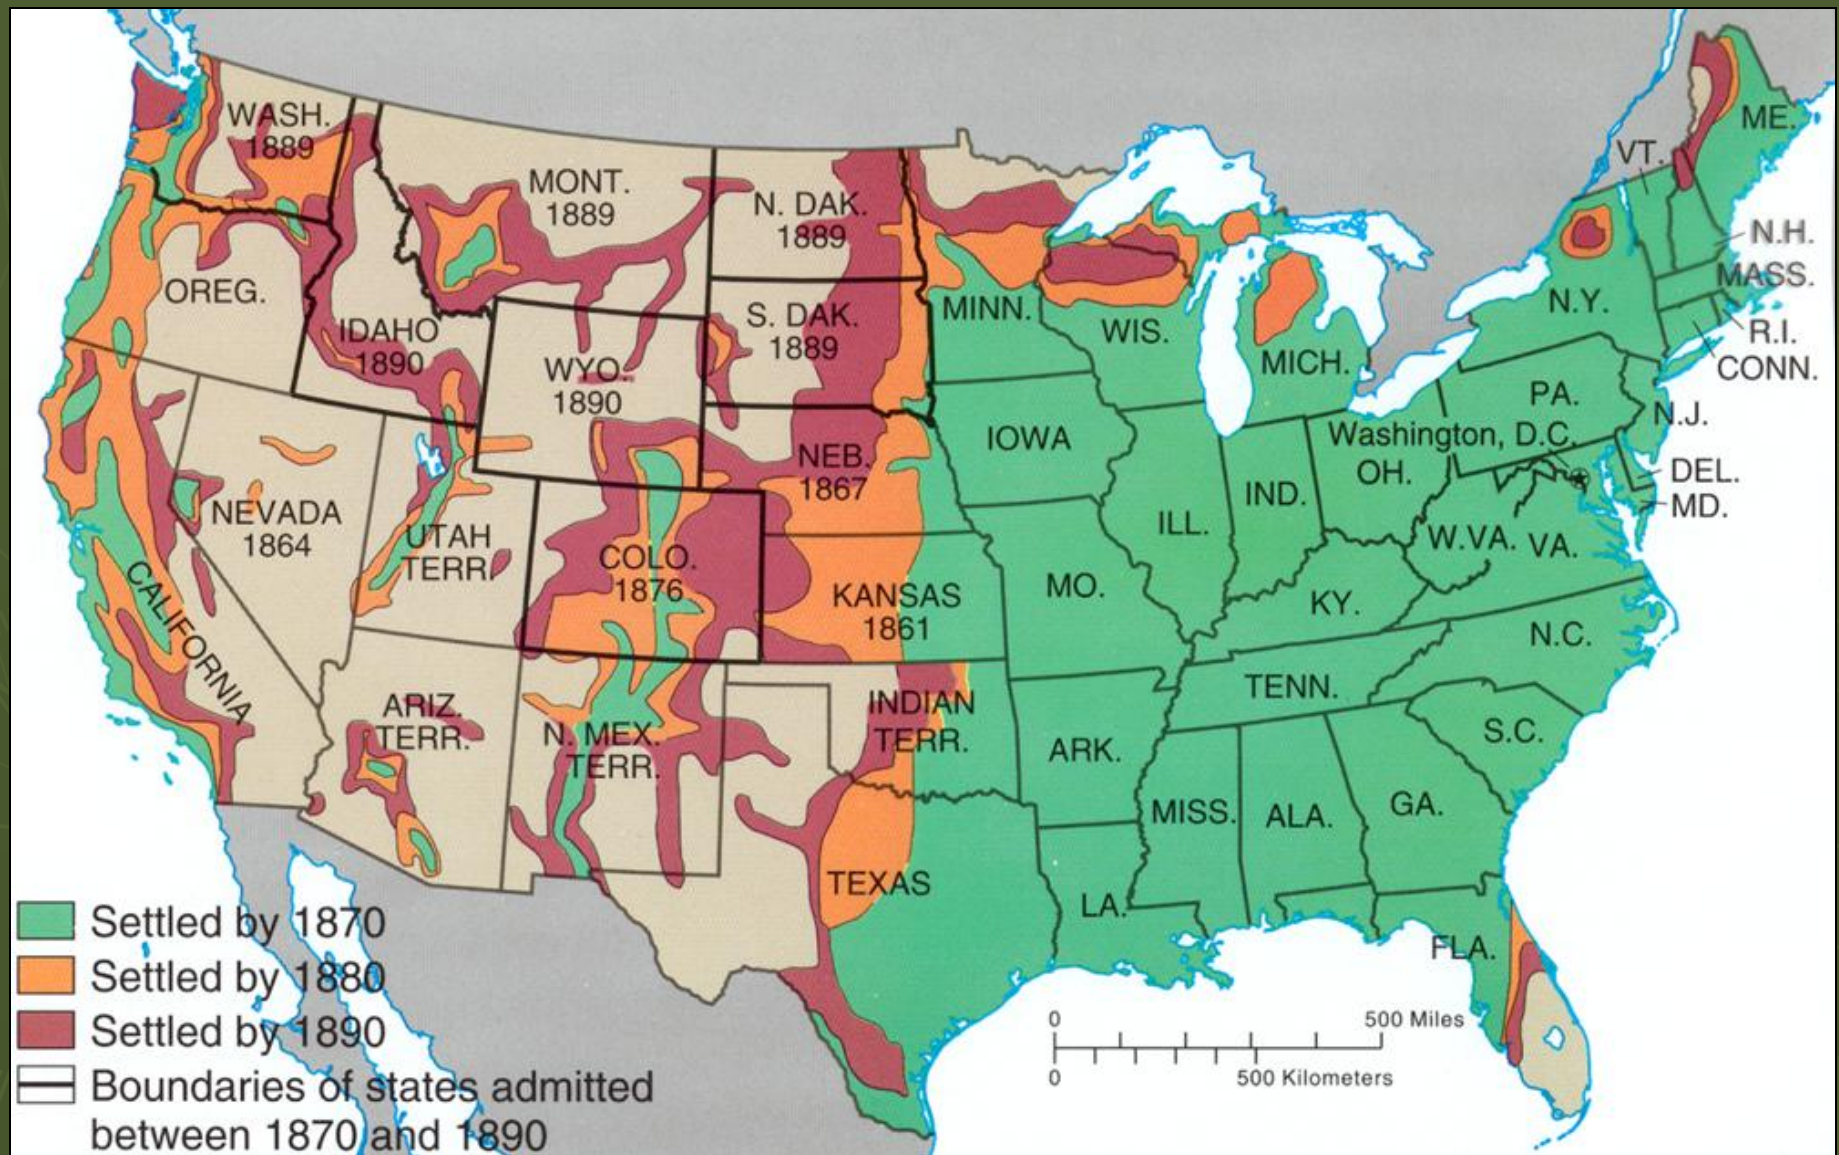 WASH.
1889
MONT.
1889
N. DAK.
1889
OREG.
IDAHO
1890
WYO.
1890
S. DAK.
1889
MINN.
WIS.
MICH.
ME.
VT.
N.H.
MASS.
N.Y.
R.I.
CONN.
PA.
N.J.
NEVADA
1864
UTAH
TERR.
COLO.
1876
NEB.
1867
KANSAS
1861
IOWA
MO.
ILL.
IND.
Washington, D.C.
OH.
DEL.
MD.
W.VA.
VA.
KY.
N.C.
TENN.
S.C.
CALIFORNIA
ARIZ.
TERR.
N. MEX.
TERR.
INDIAN
TERR.
ARK.
TEXAS
LA.
MISS.
ALA.
GA.
FLA.
Settled by 1870
Settled by 1880
Settled by 1890
Boundaries of states admitted
between 1870 and 1890
0 500 Miles
0 500 Kilometers